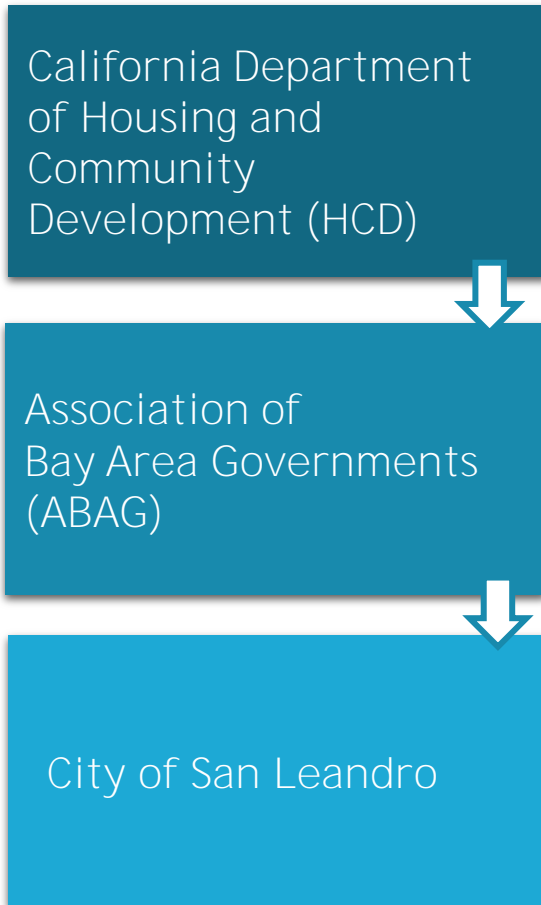 California Department
of Housing and
Community
Development (HCD)
Association of
Bay Area Governments
(ABAG)
City of San Leandro